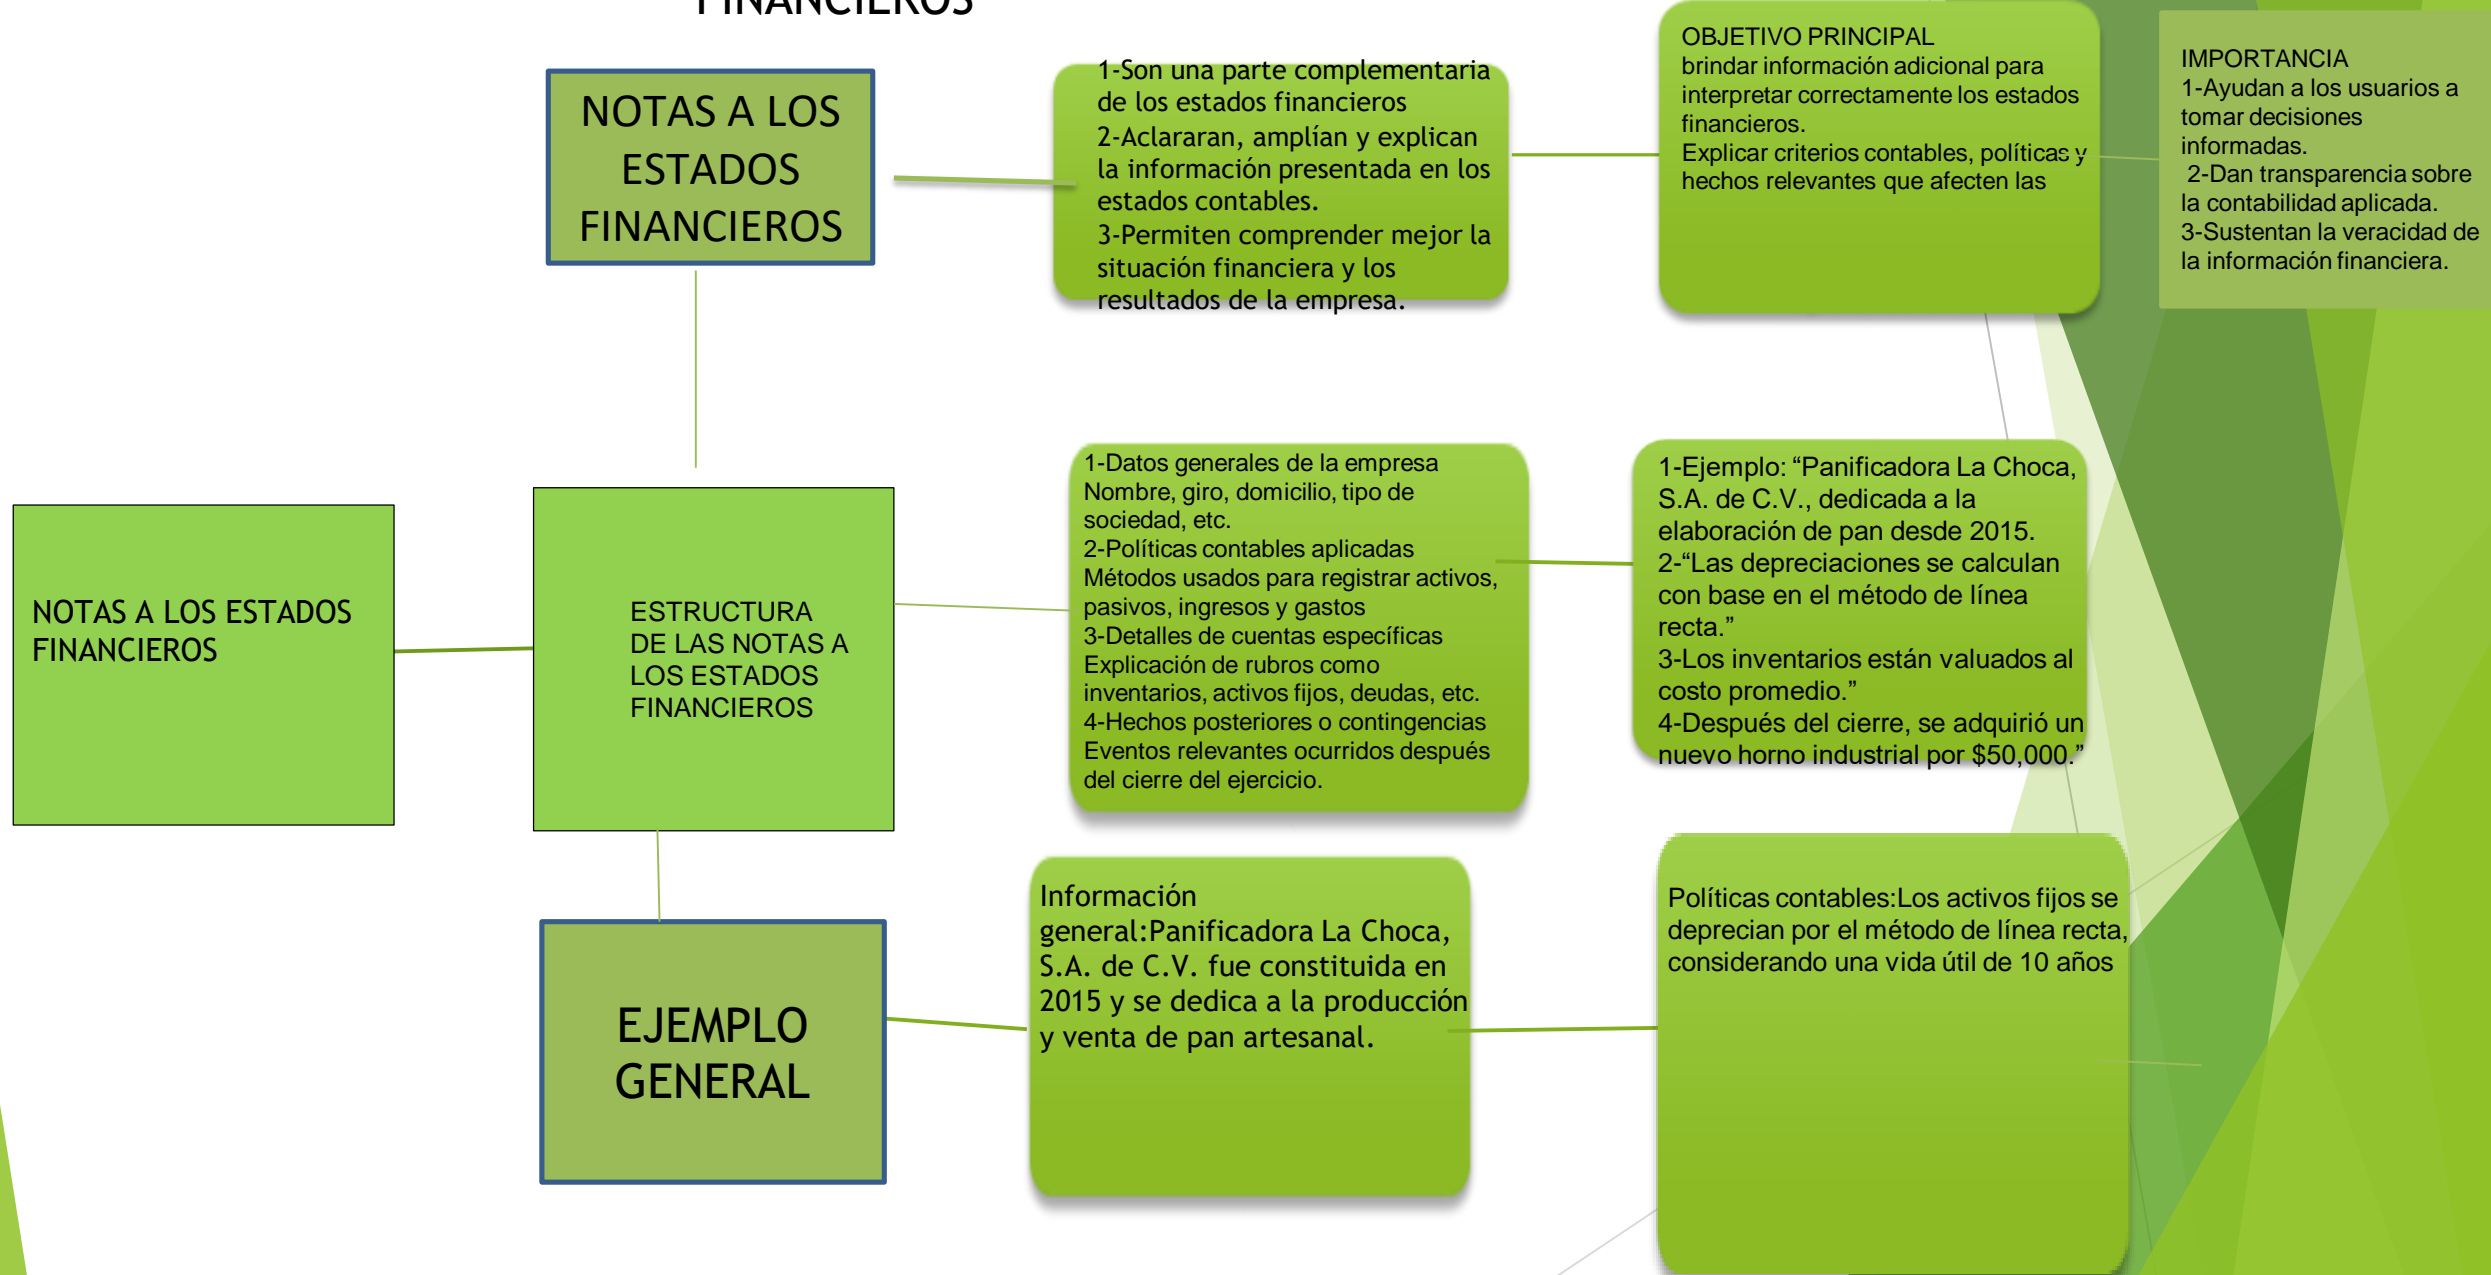 FINANCIEROS
NOTAS A LOS
ESTADOS
FINANCIEROS
1-Son una parte complementaria
de los estados financieros
2-Aclararan, amplían y explican
la información presentada en los
estados contables.
3-Permiten comprender mejor la
situación financiera y los
resultados de la empresa.
OBJETIVO PRINCIPAL
brindar información adicional para
interpretar correctamente los estados
financieros.
Explicar criterios contables, políticas y
hechos relevantes que afecten las
IMPORTANCIA
1-Ayudan a los usuarios a
tomar decisiones
informadas.
2-Dan transparencia sobre
la contabilidad aplicada.
3-Sustentan la veracidad de
la información financiera.
NOTAS A LOS ESTADOS
FINANCIEROS
ESTRUCTURA
DE LAS NOTAS A
LOS ESTADOS
FINANCIEROS
1-Datos generales de la empresa
Nombre, giro, domicilio, tipo de
sociedad, etc.
2-Políticas contables aplicadas
Métodos usados para registrar activos,
pasivos, ingresos y gastos
3-Detalles de cuentas específicas
Explicación de rubros como
inventarios, activos fijos, deudas, etc.
4-Hechos posteriores o contingencias
Eventos relevantes ocurridos después
del cierre del ejercicio.
1-Ejemplo: “Panificadora La Choca,
S.A. de C.V., dedicada a la
elaboración de pan desde 2015.
2-“Las depreciaciones se calculan
con base en el método de línea
recta.”
3-Los inventarios están valuados al
costo promedio.”
4-Después del cierre, se adquirió un
nuevo horno industrial por $50,000.”
EJEMPLO
GENERAL
Información
general:Panificadora La Choca,
S.A. de C.V. fue constituida en
2015 y se dedica a la producción
y venta de pan artesanal.
Políticas contables:Los activos fijos se
deprecian por el método de línea recta,
considerando una vida útil de 10 años